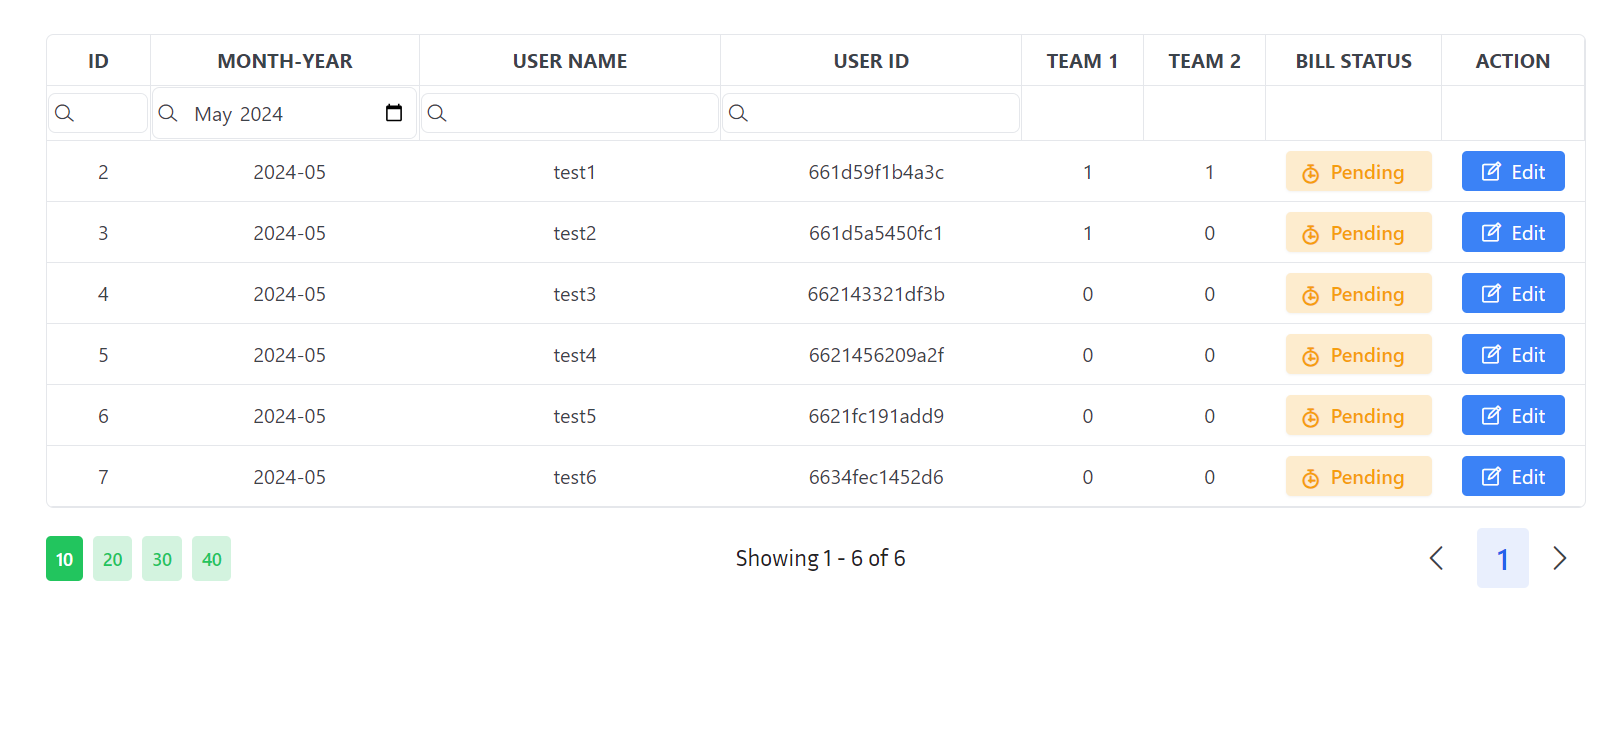 ID MONTH-YEAR USER NAME USER ID TEAM 1 TEAM 2 BILL STATUS ACTION
May 2024
2 2024-05 test1 661d59f1b4a3c 1 1 Pending Edit
3 2024-05 test2 661d5a5450fc1 1 0 Pending Edit
4 2024-05 test3 662143321df3b 0 0 Pending Edit
5 2024-05 test4 6621456209a2f 0 0 Pending Edit
6 2024-05 test5 6621fc191add9 0 0 Pending Edit
7 2024-05 test6 6634fec1452d6 0 0 Pending Edit
10 20 30 40 Showing 1 - 6 of 6 1